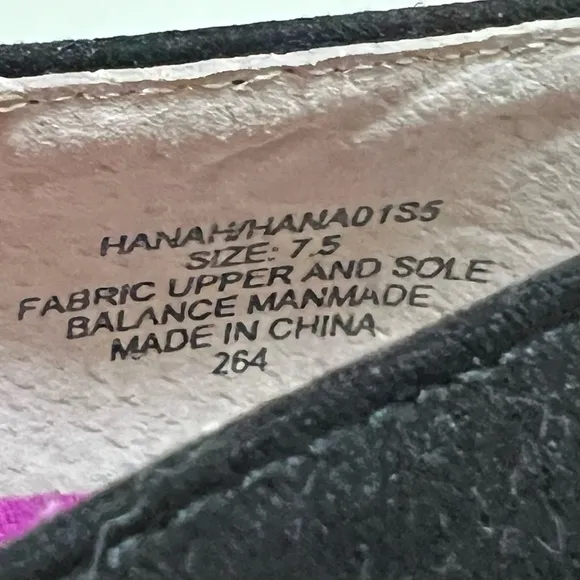 HANAH/HANA01S5
SIZE: 7.5
FABRIC UPPER AND SOLE
BALANCE MANMADE
MADE IN CHINA
264